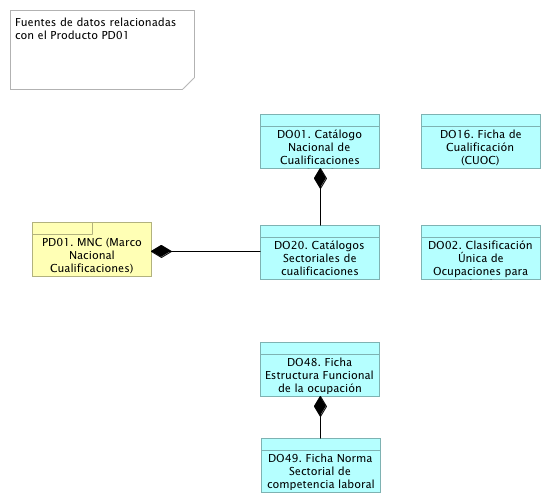 Fuentes de datos relacionadas
con el Producto PD01
DO01. Catálogo
Nacional de
Cualificaciones
DO16. Ficha de
Cualificación
(CUOC)
PD01. MNC (Marco
Nacional
Cualificaciones)
DO20. Catálogos
Sectoriales de
cualificaciones
DO02. Clasificación
Única de
Ocupaciones para
DO48. Ficha
Estructura Funcional
de la ocupación
DO49. Ficha Norma
Sectorial de
competencia laboral